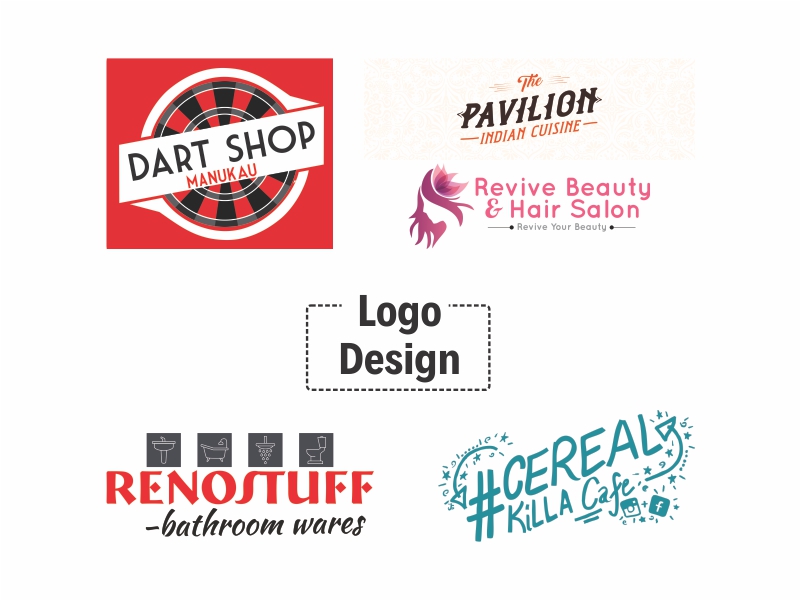 DART SHOP
MANUKAU
The
PAVILION
INDIAN CUISINE
Revive Beauty
& Hair Salon
Revive Your Beauty
Logo
Design
RENOSTUFF
~bathroom wares
#CEREAL
KiLLA Cafe
+ f